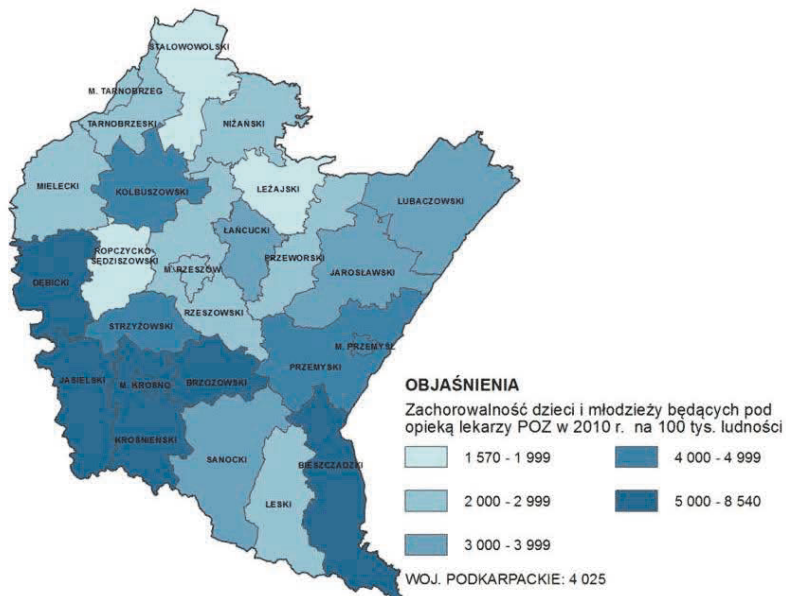 STALOWOWOLSKI
M. TARNOBRZEG
TARNOBRZESKI
NIŻAŃSKI
MIELECKI
KOLBUSZOWSKI
LEŻAJSKI
LUBACZOWSKI
ŁAŃCUCKI
ROPCZYCKO-
SĘDZISZOWSKI
M. RZESZÓW
PRZEWORSKI
JAROSŁAWSKI
DĘBICKI
RZESZOWSKI
STRZYŻOWSKI
M. PRZEMYŚL
PRZEMYSKI
JASIELSKI
M. KROSNO
BRZOZOWSKI
KROŚNIEŃSKI
SANOCKI
BIESZCZADZKI
LESKI
OBJAŚNIENIA
Zachorowalność dzieci i młodzieży będących pod
opieką lekarzy POZ w 2010 r. na 100 tys. ludności
1 570 - 1 999
4 000 - 4 999
2 000 - 2 999
5 000 - 8 540
3 000 - 3 999
WOJ. PODKARPACKIE: 4 025